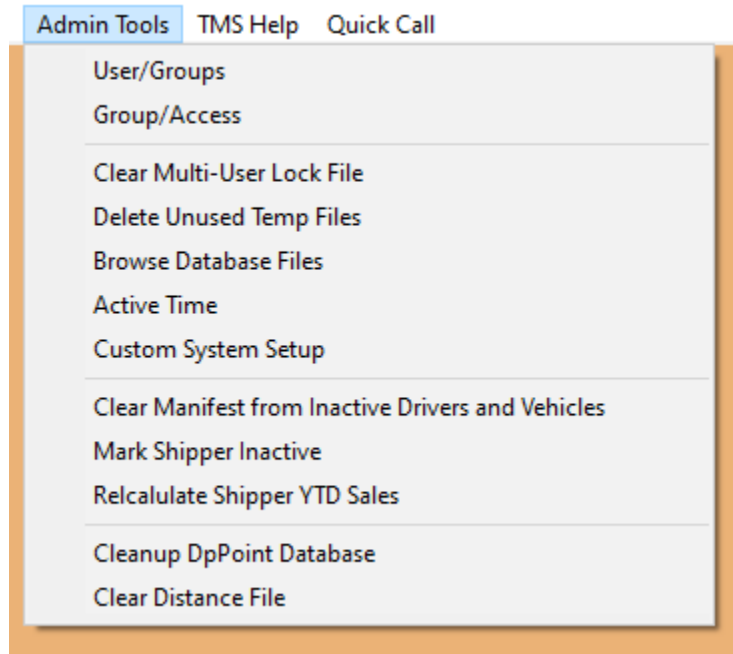 Admin Tools TMS Help Quick Call
User/Groups
Group/Access
Clear Multi-User Lock File
Delete Unused Temp Files
Browse Database Files
Active Time
Custom System Setup
Clear Manifest from Inactive Drivers and Vehicles
Mark Shipper Inactive
Relcalulate Shipper YTD Sales
Cleanup DpPoint Database
Clear Distance File